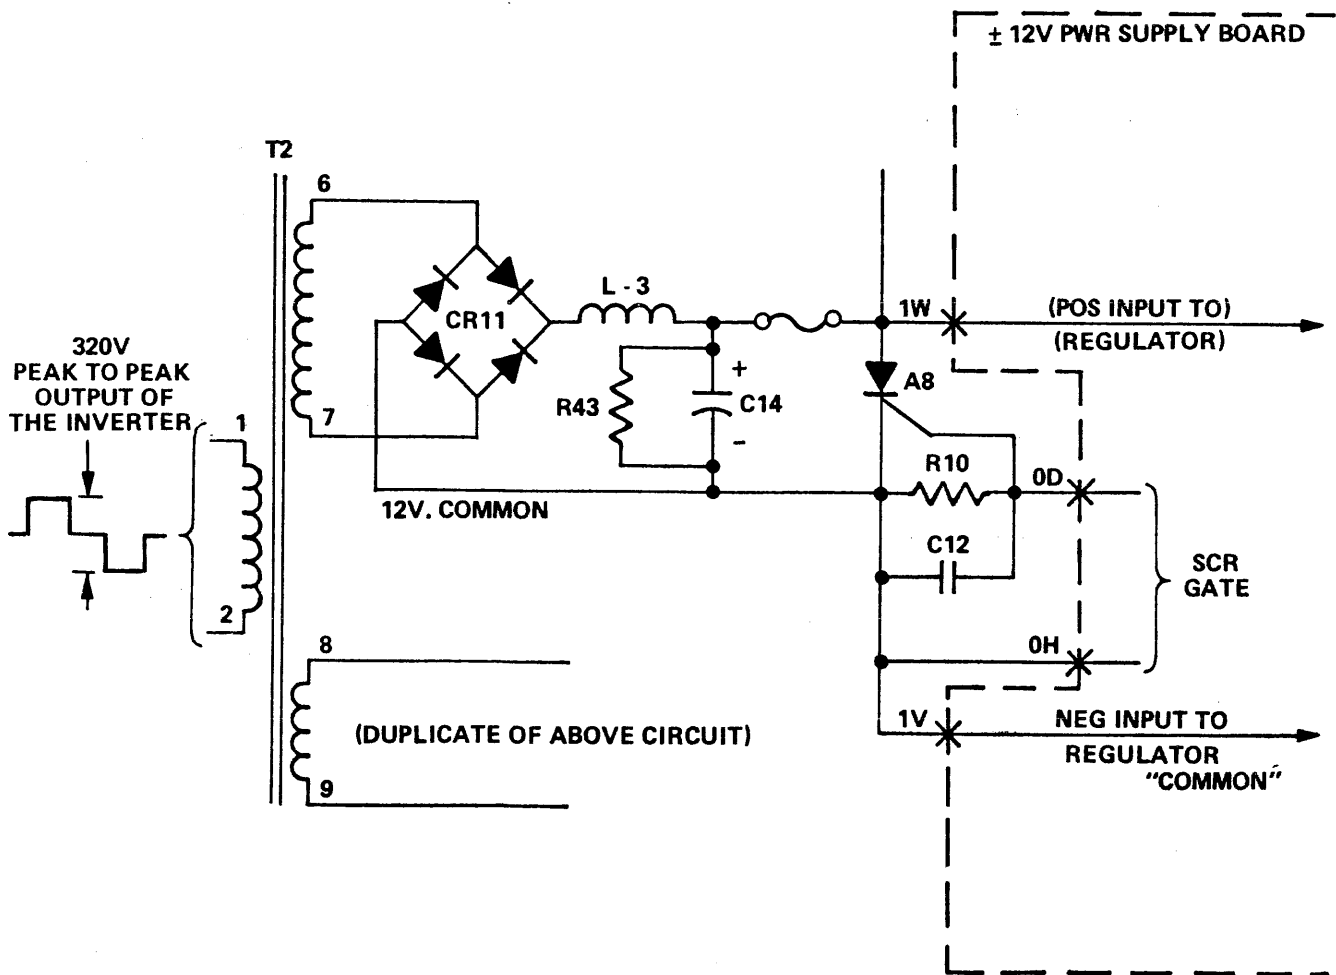 ± 12V PWR SUPPLY BOARD
T2
6
L - 3
1W
(POS INPUT TO)
(REGULATOR)
CR11
320V
PEAK TO PEAK
OUTPUT OF
THE INVERTER
1
7
R43
+
C14
-
A8
R10
0D
12V. COMMON
C12
SCR
GATE
2
8
0H
(DUPLICATE OF ABOVE CIRCUIT)
1V
NEG INPUT TO
REGULATOR
"COMMON"
9